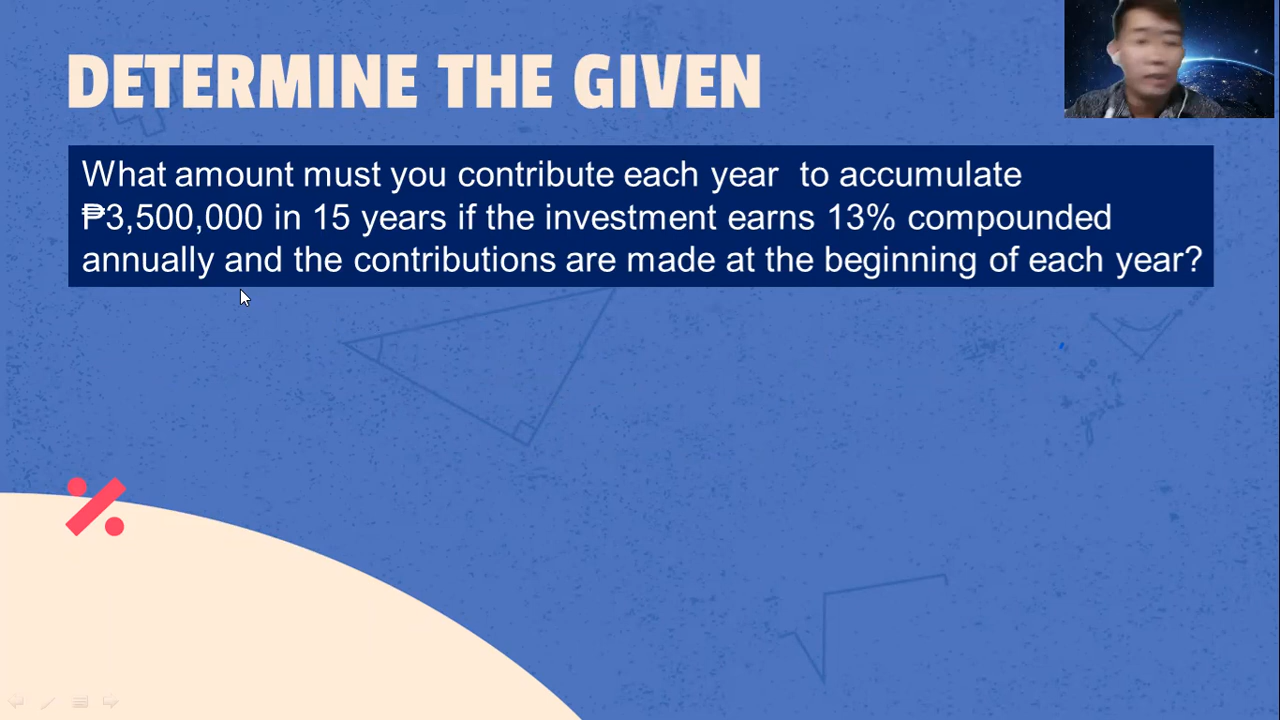 DETERMINE THE GIVEN
What amount must you contribute each year  to accumulate
₱3,500,000 in 15 years if the investment earns 13% compounded
annually and the contributions are made at the beginning of each year?